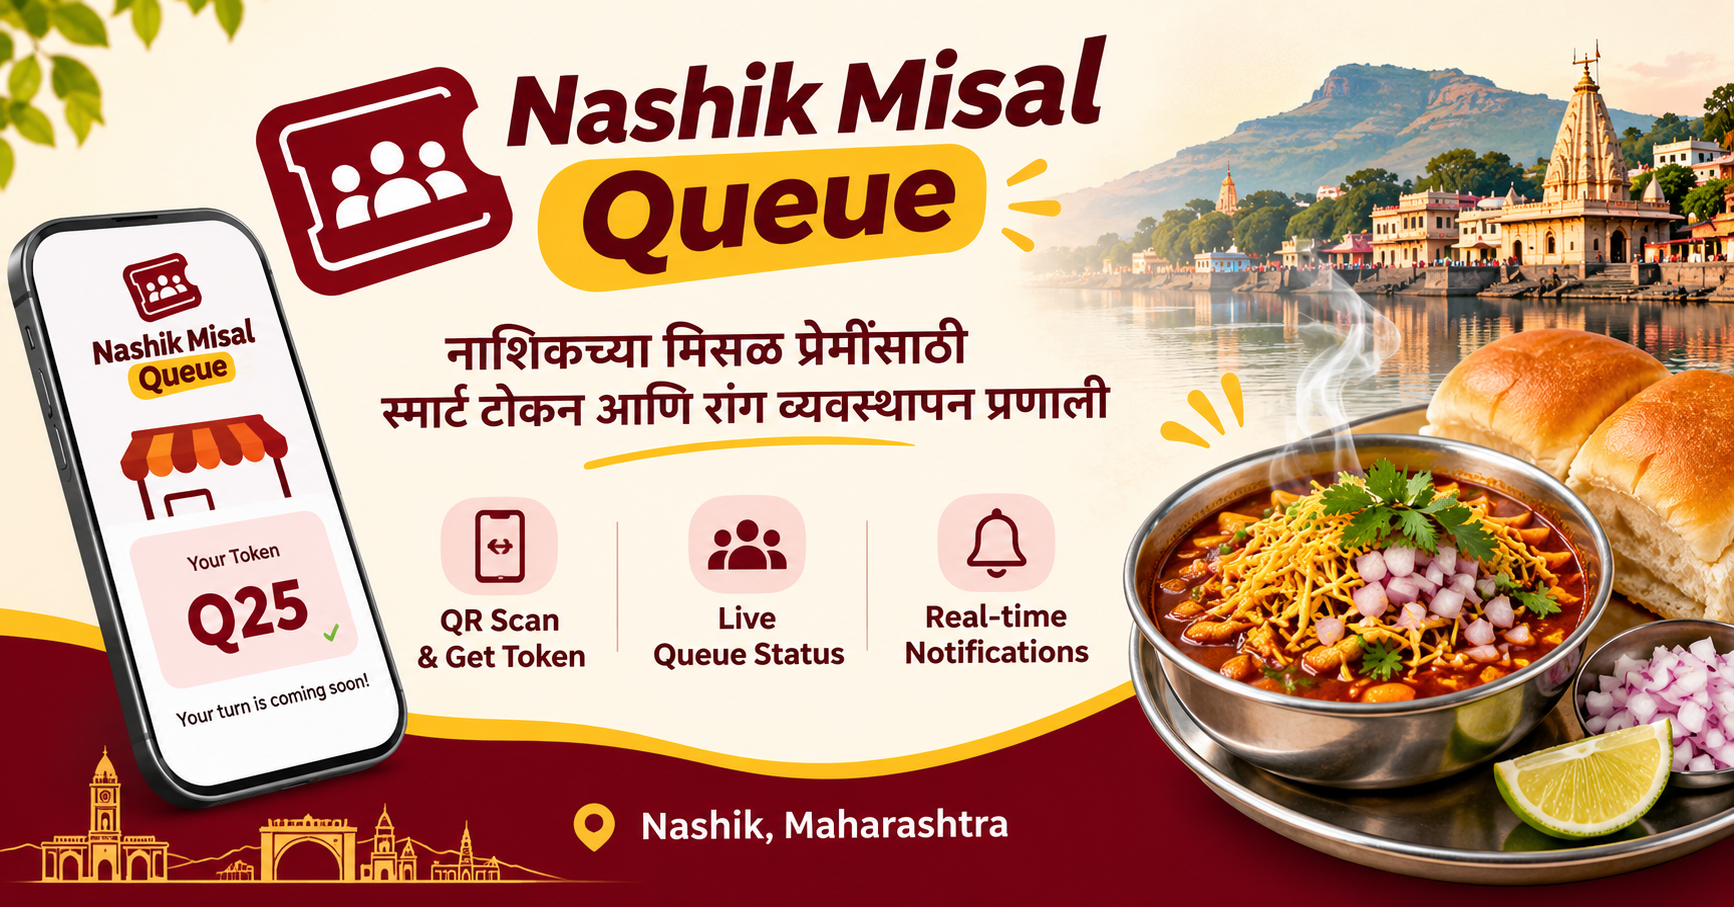 Nashik Misal
Queue
नाशिकच्या मिसळ प्रेमींसाठी
स्मार्ट टोकन आणि रांग व्यवस्थापन प्रणाली
QR Scan
& Get Token
Live
Queue Status
Real-time
Notifications
Nashik Misal
Queue
Your Token
Q25
Your turn is coming soon!
Nashik, Maharashtra